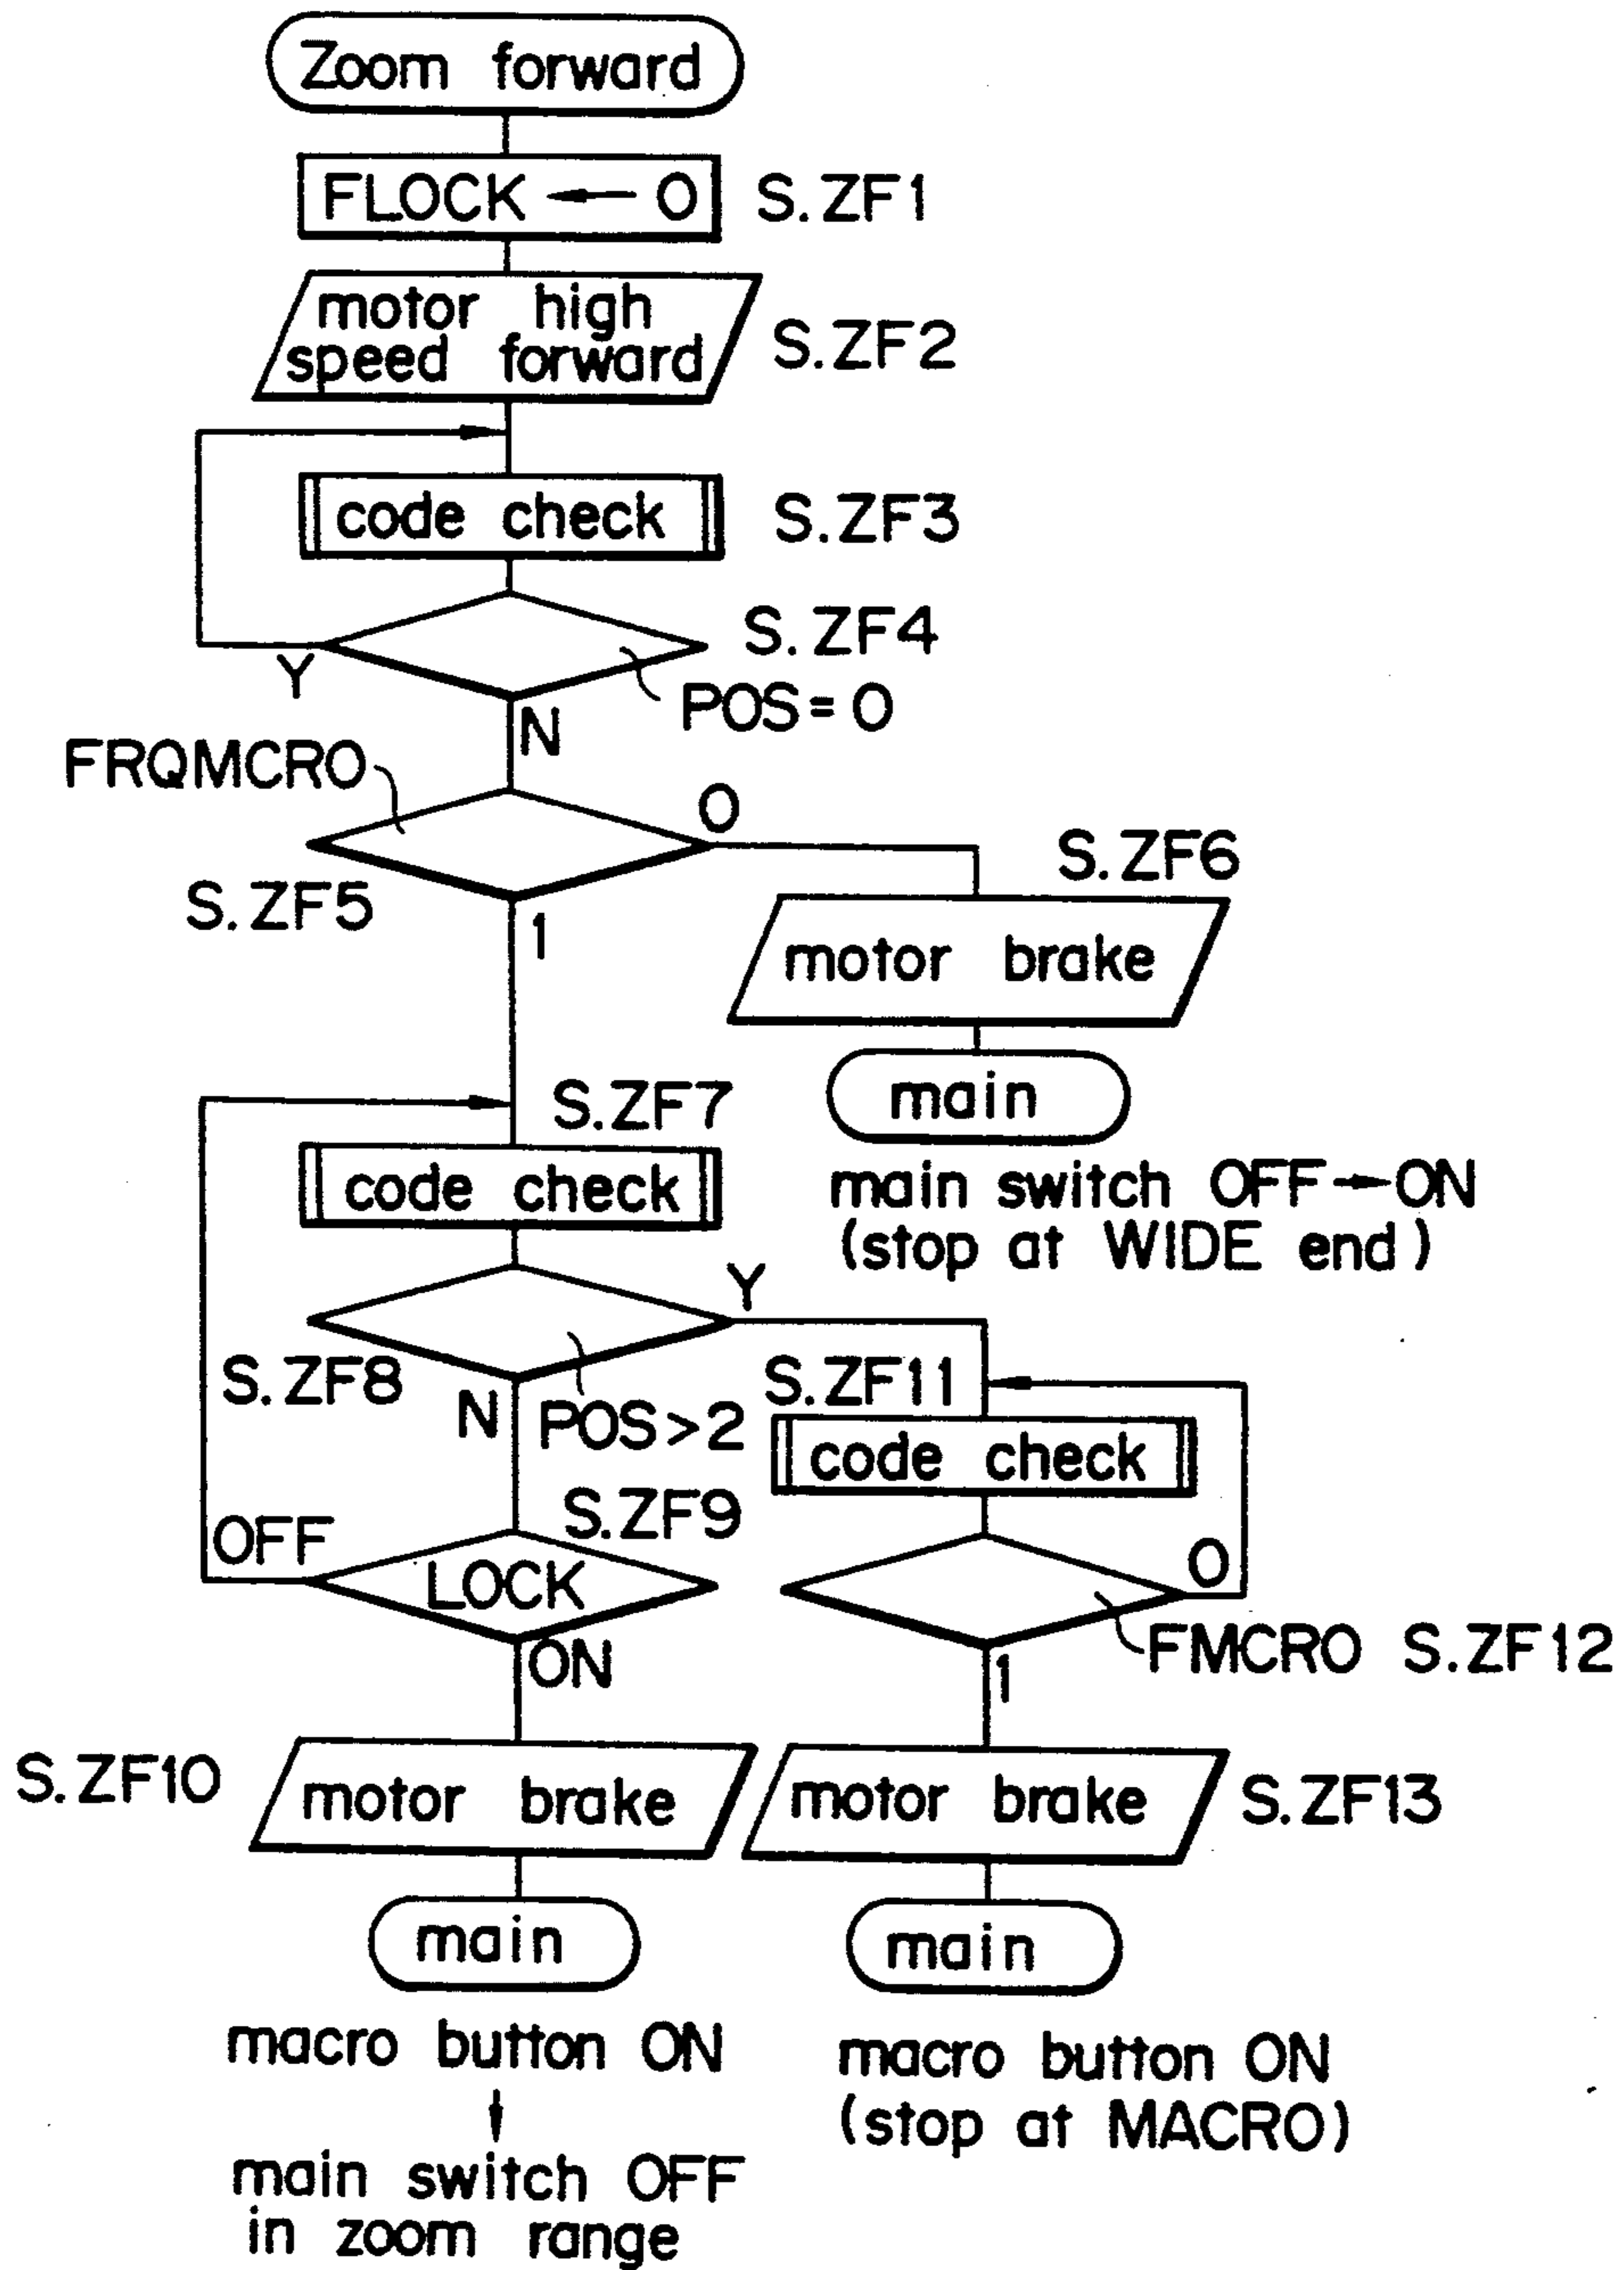 Zoom forward
FLOCK ← 0 S.ZF1
motor high
speed forward S.ZF2
code check S.ZF3
S.ZF4
Y
POS=0
N
FRQMCRO
0
S.ZF5
1
S.ZF6
motor brake
main
main switch OFF→ON
(stop at WIDE end)
S.ZF7
code check
Y
S.ZF8
N
POS>2
S.ZF11
code check
S.ZF9
OFF
LOCK
ON
0
FMCRO S.ZF12
1
S.ZF10 motor brake
motor brake S.ZF13
main
main
macro button ON
↓
main switch OFF
in zoom range
macro button ON
(stop at MACRO)